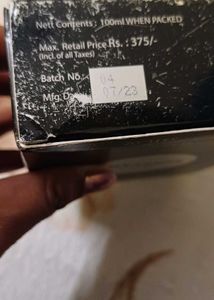 Nett Contents : 100ml WHEN PACKED
Max. Retail Price Rs. : 375/-
(Incl. of all Taxes)
Batch No.: 04
Mfg. Date: 07/23